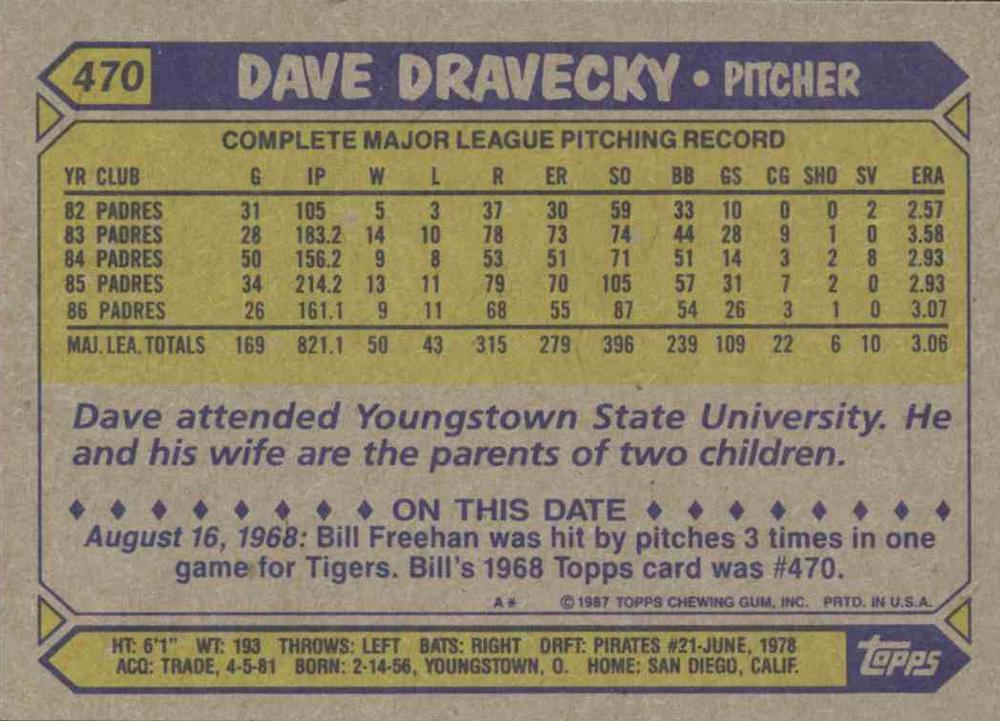 470 DAVE DRAVECKY • PITCHER
COMPLETE MAJOR LEAGUE PITCHING RECORD
YR CLUB G IP W L R ER SO BB GS CG SHO SV ERA
82 PADRES 31 105 5 3 37 30 59 33 10 0 0 2 2.57
83 PADRES 28 183.2 14 10 78 73 74 44 28 9 1 0 3.58
84 PADRES 50 156.2 9 8 53 51 71 51 14 3 2 8 2.93
85 PADRES 34 214.2 13 11 79 70 105 57 31 7 2 0 2.93
86 PADRES 26 161.1 9 11 68 55 87 54 26 3 1 0 3.07
MAJ. LEA. TOTALS 169 821.1 50 43 315 279 396 239 109 22 6 10 3.06
Dave attended Youngstown State University. He
and his wife are the parents of two children.
♦ ♦ ♦ ♦ ♦ ♦ ♦ ♦ ON THIS DATE ♦ ♦ ♦ ♦ ♦ ♦ ♦ ♦
August 16, 1968: Bill Freehan was hit by pitches 3 times in one
game for Tigers. Bill's 1968 Topps card was #470.
A* © 1987 TOPPS CHEWING GUM, INC. PRTD. IN U.S.A.
HT: 6'1" WT: 193 THROWS: LEFT BATS: RIGHT DRFT: PIRATES #21-JUNE, 1978
ACQ: TRADE, 4-5-81 BORN: 2-14-56, YOUNGSTOWN, O. HOME: SAN DIEGO, CALIF.
Topps